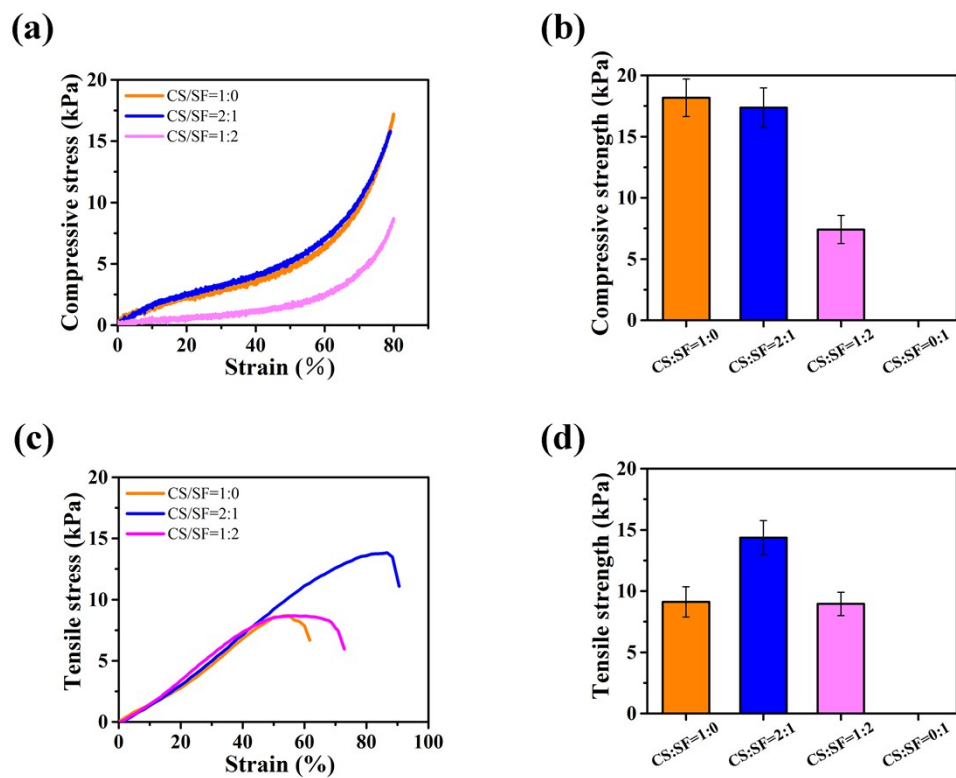 (a)
Compressive stress (kPa)
20
15
10
5
0
CS/SF=1:0
CS/SF=2:1
CS/SF=1:2
0 20 40 60 80
Strain (%)
(b)
Compressive strength (kPa)
20
15
10
5
0
CS:SF=1:0
CS:SF=2:1
CS:SF=1:2
CS:SF=0:1
(c)
Tensile stress (kPa)
20
15
10
5
0
CS/SF=1:0
CS/SF=2:1
CS/SF=1:2
0 20 40 60 80 100
Strain (%)
(d)
Tensile strength (kPa)
20
15
10
5
0
CS:SF=1:0
CS:SF=2:1
CS:SF=1:2
CS:SF=0:1